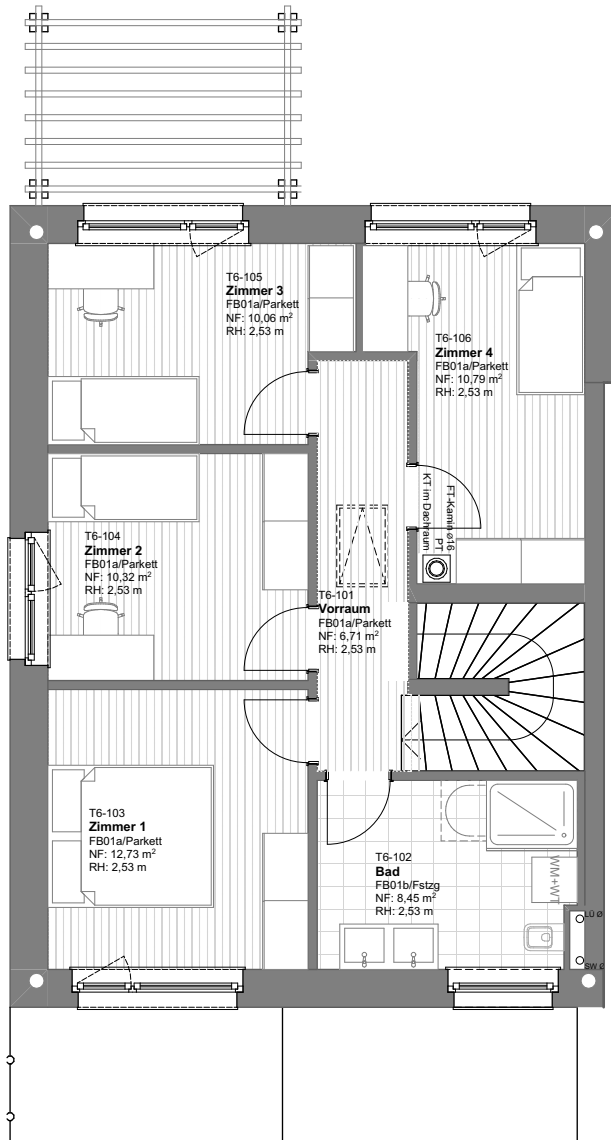 T6-105
Zimmer 3
FB01a/Parkett
NF: 10,06 m²
RH: 2,53 m
T6-106
Zimmer 4
FB01a/Parkett
NF: 10,79 m²
RH: 2,53 m
FT-Kamin ø16
PT
KT im Dachraum
T6-104
Zimmer 2
FB01a/Parkett
NF: 10,32 m²
RH: 2,53 m
T6-101
Vorraum
FB01a/Parkett
NF: 6,71 m²
RH: 2,53 m
T6-103
Zimmer 1
FB01a/Parkett
NF: 12,73 m²
RH: 2,53 m
T6-102
Bad
FB01b/Fstzg
NF: 8,45 m²
RH: 2,53 m
WM+WT
LÜ Ø
SW Ø